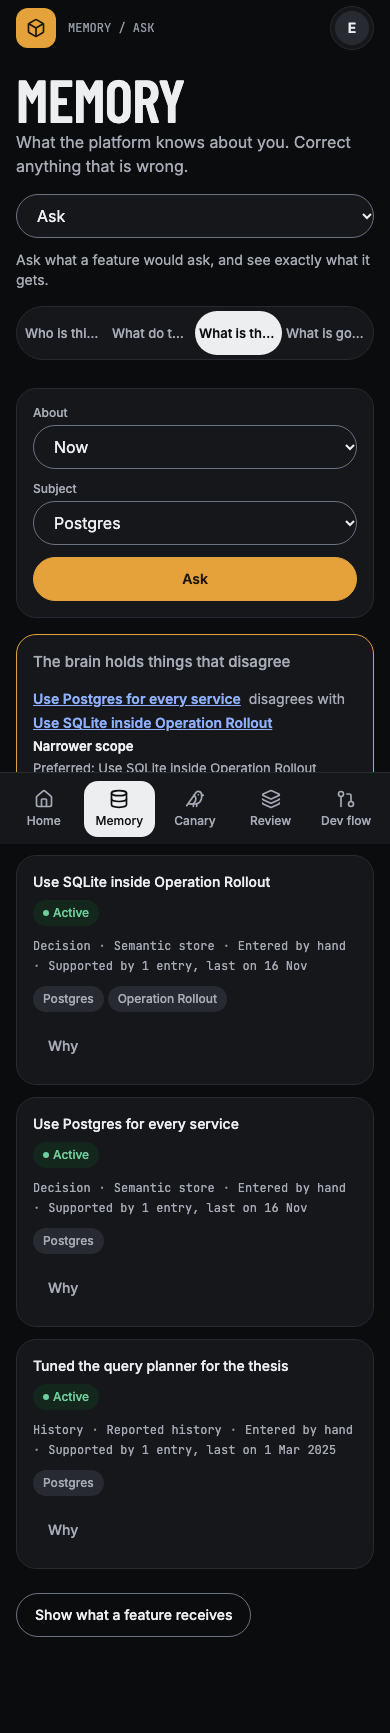 MEMORY / ASK
E
MEMORY
What the platform knows about you. Correct
anything that is wrong.
Ask
Ask what a feature would ask, and see exactly what it
gets.
Who is thi... What do t... What is th... What is go...
About
Now
Subject
Postgres
Ask
The brain holds things that disagree
Use Postgres for every service disagrees with
Use SQLite inside Operation Rollout
Narrower scope
Preferred: Use SQLite inside Operation Rollout
Home Memory Canary Review Dev flow
Use SQLite inside Operation Rollout
Active
Decision · Semantic store · Entered by hand
· Supported by 1 entry, last on 16 Nov
Postgres Operation Rollout
Why
Use Postgres for every service
Active
Decision · Semantic store · Entered by hand
· Supported by 1 entry, last on 16 Nov
Postgres
Why
Tuned the query planner for the thesis
Active
History · Reported history · Entered by hand
· Supported by 1 entry, last on 1 Mar 2025
Postgres
Why
Show what a feature receives